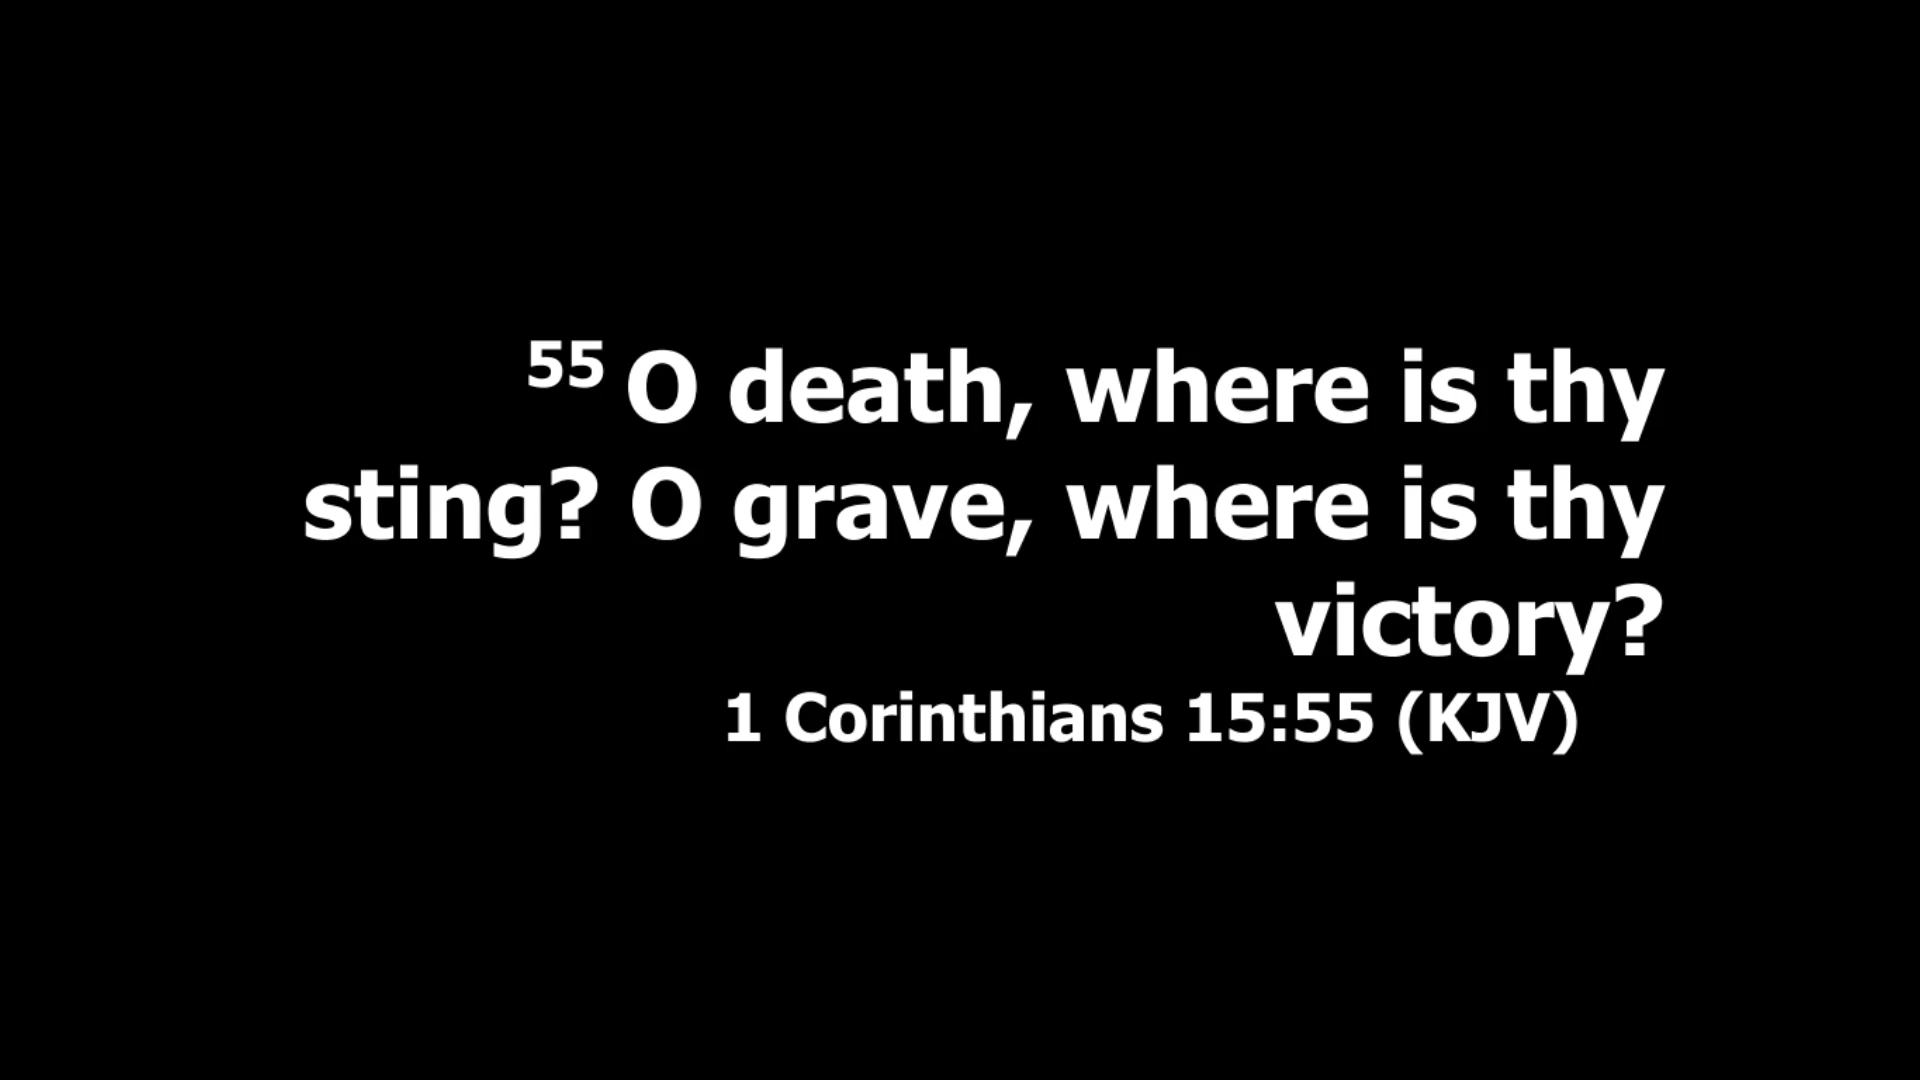 55 O death, where is thy
sting? O grave, where is thy
victory?
1 Corinthians 15:55 (KJV)